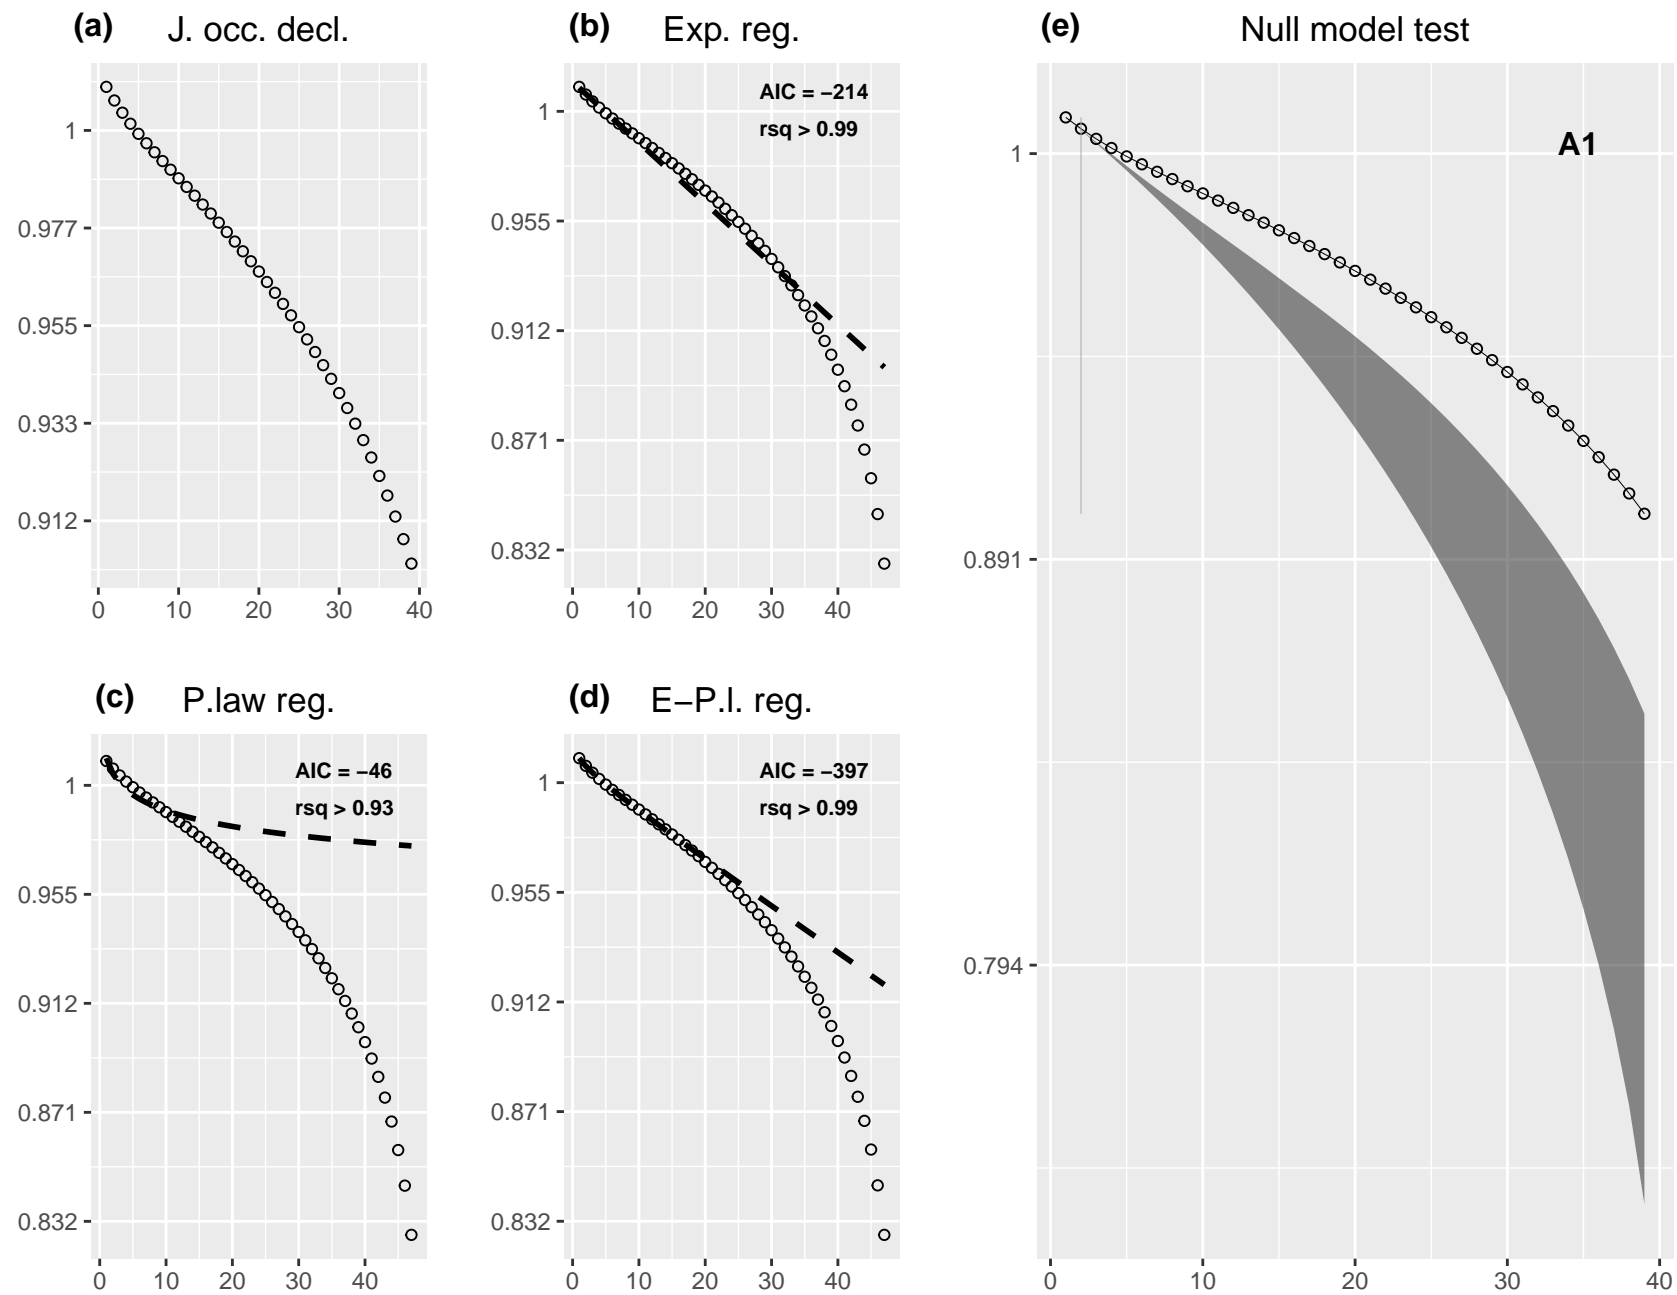 (a) J. occ. decl.
1
0.977
0.955
0.933
0.912
0 10 20 30 40
(b) Exp. reg.
AIC = −214
rsq > 0.99
1
0.955
0.912
0.871
0.832
0 10 20 30 40
(c) P.law reg.
AIC = −46
rsq > 0.93
1
0.955
0.912
0.871
0.832
0 10 20 30 40
(d) E−P.l. reg.
AIC = −397
rsq > 0.99
1
0.955
0.912
0.871
0.832
0 10 20 30 40
(e) Null model test
A1
1
0.891
0.794
0 10 20 30 40